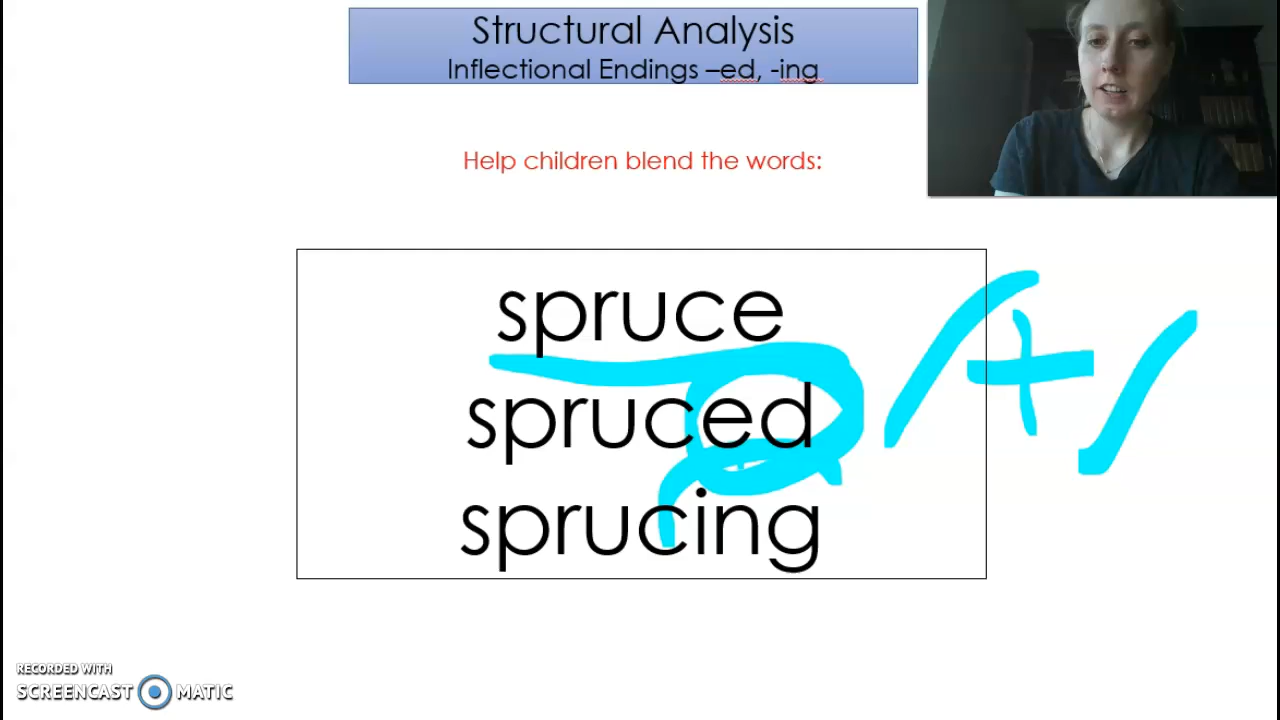 Structural Analysis
Inflectional Endings –ed, -ing
Help children blend the words:
spruce
spruced
sprucing
/t/
RECORDED WITH
SCREENCAST MATIC